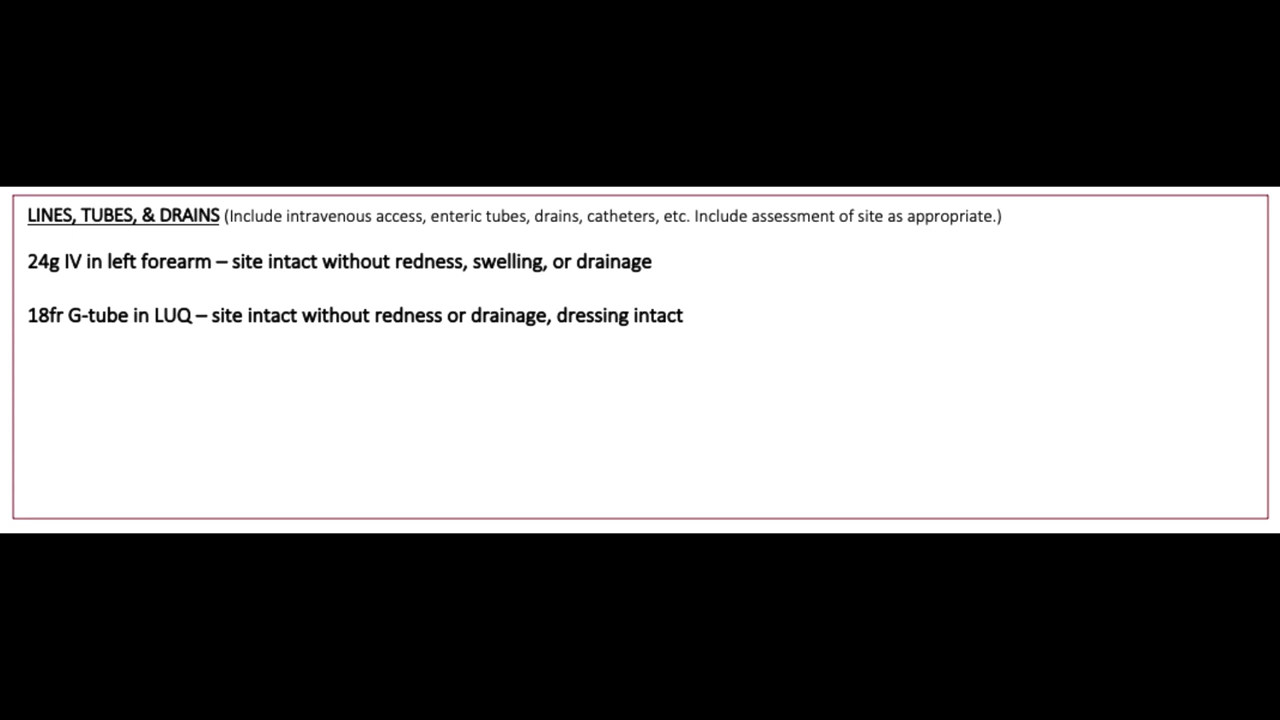 LINES, TUBES, & DRAINS (Include intravenous access, enteric tubes, drains, catheters, etc. Include assessment of site as appropriate.)
24g IV in left forearm – site intact without redness, swelling, or drainage
18fr G-tube in LUQ – site intact without redness or drainage, dressing intact